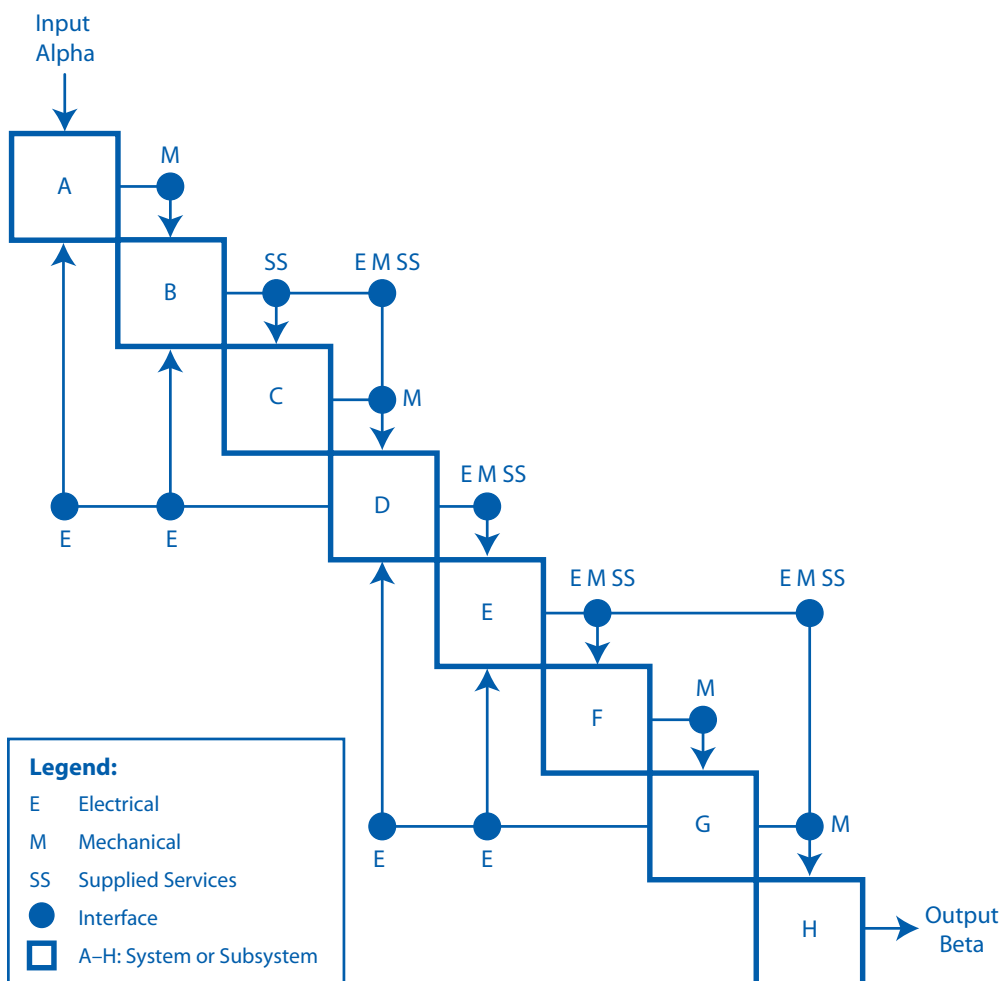 Input
Alpha
A
M
B
SS
E M SS
C
M
D
E M SS
E
E
E
E M SS
E M SS
F
M
G
M
E
E
H
Output
Beta
Legend:
E Electrical
M Mechanical
SS Supplied Services
Interface
A–H: System or Subsystem